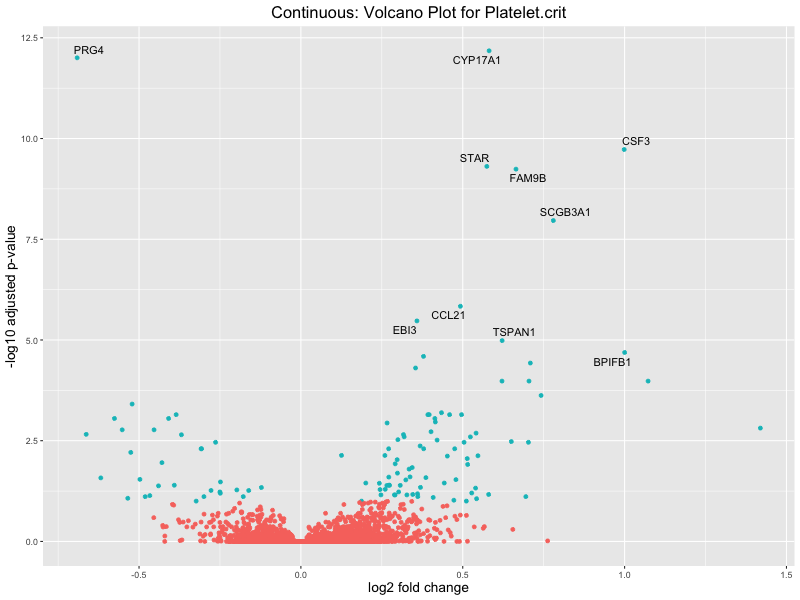 Continuous: Volcano Plot for Platelet.crit
12.5
10.0
7.5
5.0
2.5
0.0
-log10 adjusted p-value
PRG4
CYP17A1
CSF3
STAR
FAM9B
SCGB3A1
CCL21
EBI3
TSPAN1
BPIFB1
-0.5
0.0
0.5
1.0
1.5
log2 fold change